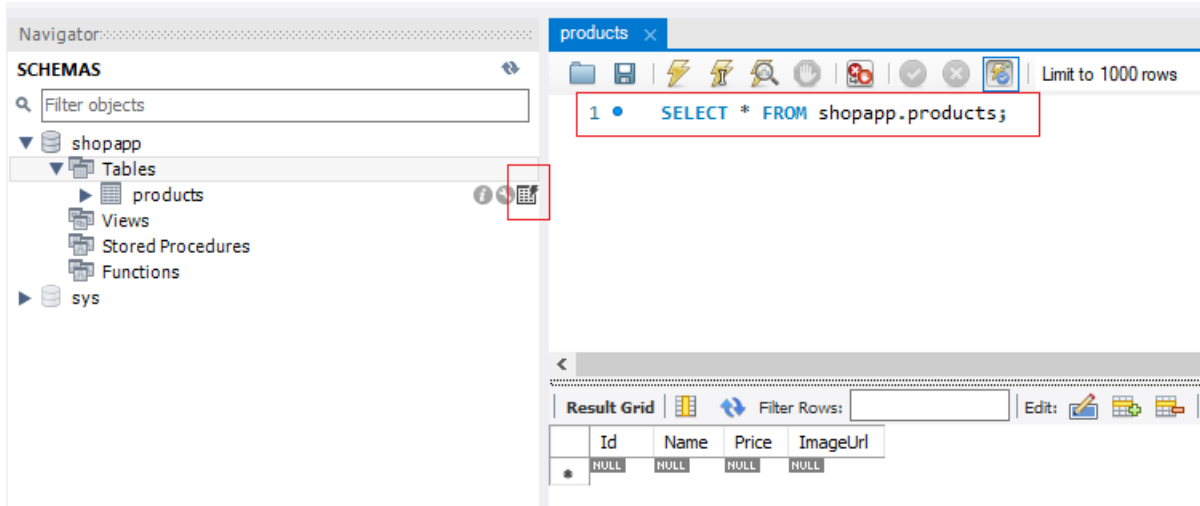 Navigator
SCHEMAS
Filter objects
shopapp
Tables
products
Views
Stored Procedures
Functions
sys
products
Limit to 1000 rows
1 SELECT * FROM shopapp.products;
Result Grid Filter Rows: Edit:
Id Name Price ImageUrl
NULL NULL NULL NULL